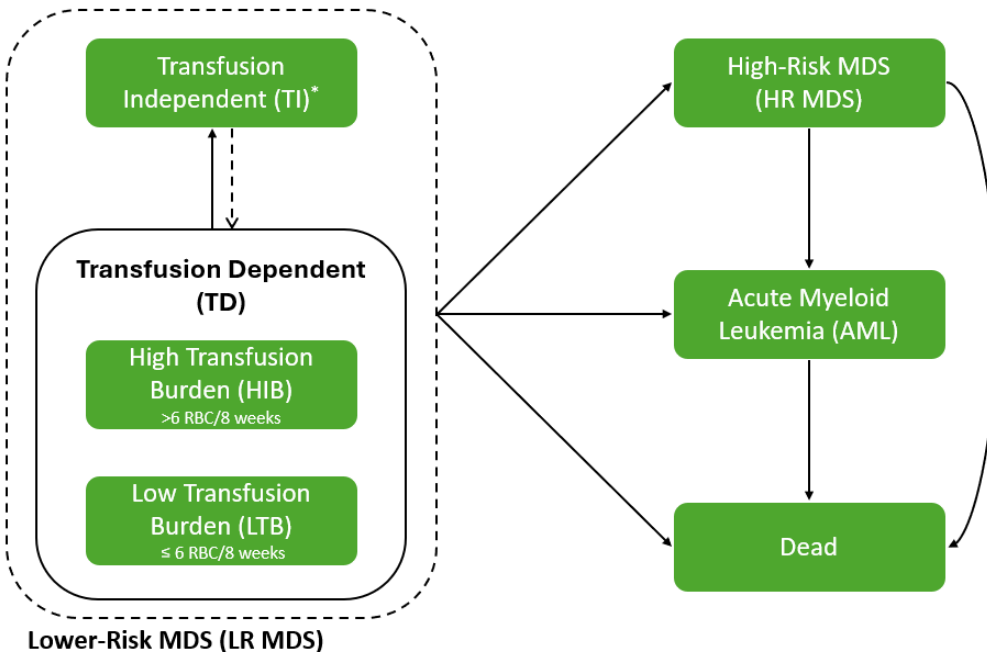 Transfusion
Independent (TI)*
Transfusion Dependent
(TD)
High Transfusion
Burden (HIB)
>6 RBC/8 weeks
Low Transfusion
Burden (LTB)
≤ 6 RBC/8 weeks
Lower-Risk MDS (LR MDS)
High-Risk MDS
(HR MDS)
Acute Myeloid
Leukemia (AML)
Dead